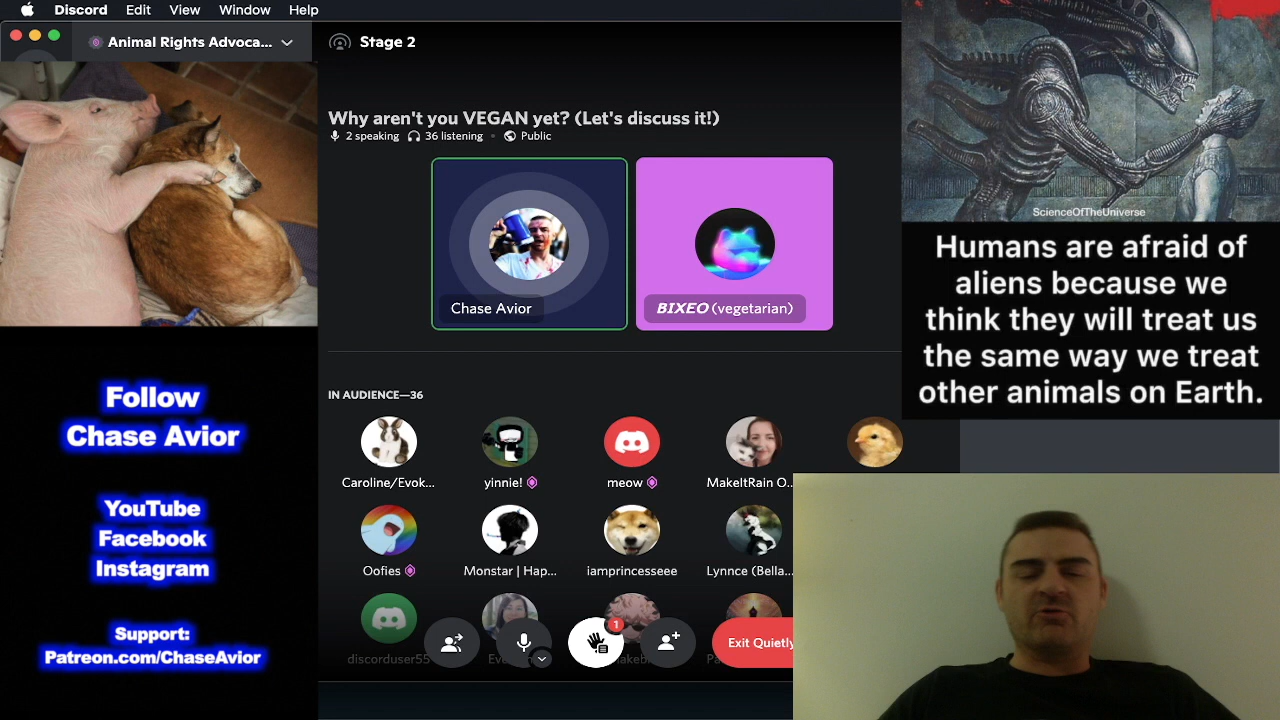 Discord Edit View Window Help
Animal Rights Advoca...
Stage 2
Why aren't you VEGAN yet? (Let's discuss it!)
2 speaking 36 listening • Public
Chase Avior
BIXEO (vegetarian)
ScienceOfTheUniverse
Humans are afraid of
aliens because we
think they will treat us
the same way we treat
other animals on Earth.
Follow
Chase Avior
YouTube
Facebook
Instagram
Support:
Patreon.com/ChaseAvior
IN AUDIENCE—36
Caroline/Evok...
yinnie!
meow
MakeItRain O...
Oofies
Monstar | Hap...
iamprincesseee
Lynnce (Bella...
discorduser55
1
Exit Quietly